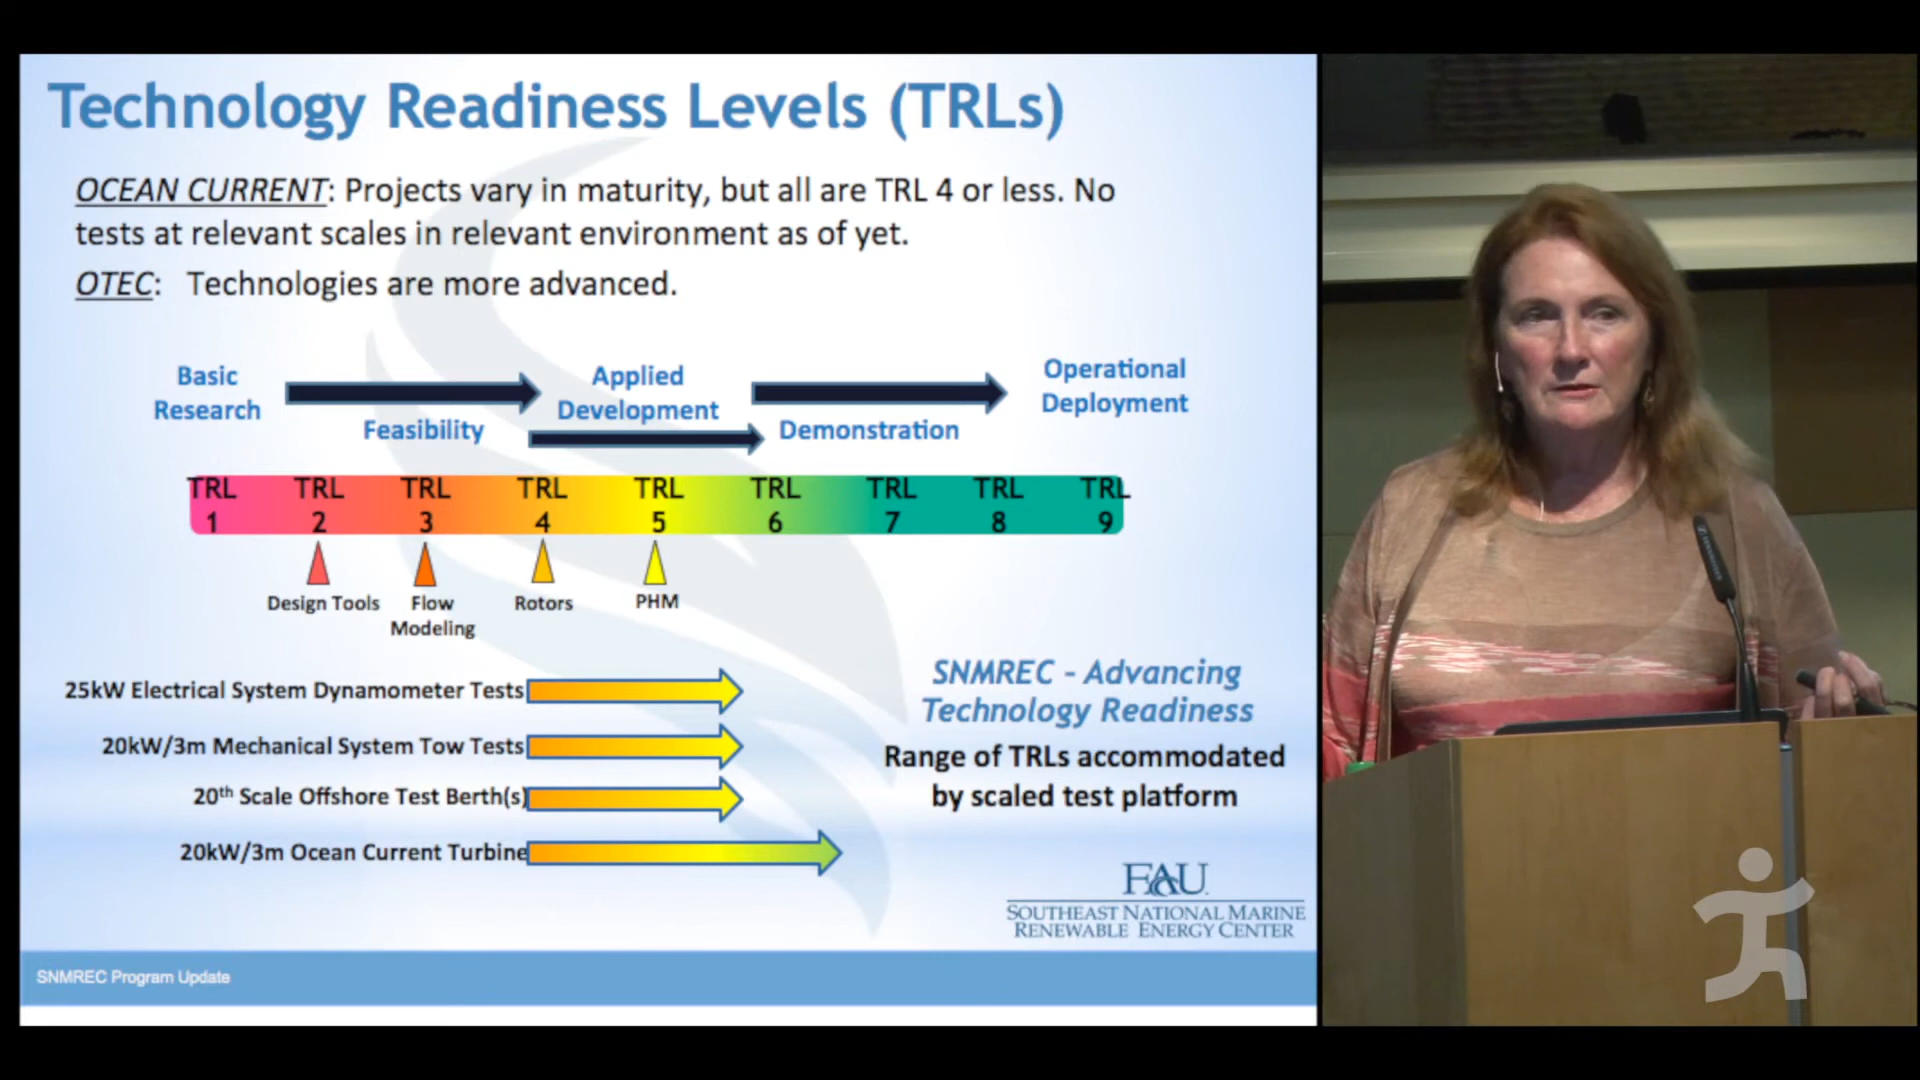 Technology Readiness Levels (TRLs)
OCEAN CURRENT: Projects vary in maturity, but all are TRL 4 or less. No
tests at relevant scales in relevant environment as of yet.
OTEC: Technologies are more advanced.
Basic
Research
Feasibility
Applied
Development
Demonstration
Operational
Deployment
TRL TRL TRL TRL TRL TRL TRL TRL TRL
1 2 3 4 5 6 7 8 9
Design Tools
Flow
Modeling
Rotors
PHM
25kW Electrical System Dynamometer Tests
20kW/3m Mechanical System Tow Tests
20th Scale Offshore Test Berth(s)
20kW/3m Ocean Current Turbine
SNMREC - Advancing
Technology Readiness
Range of TRLs accommodated
by scaled test platform
FAU
SOUTHEAST NATIONAL MARINE
RENEWABLE ENERGY CENTER
SNMREC Program Update